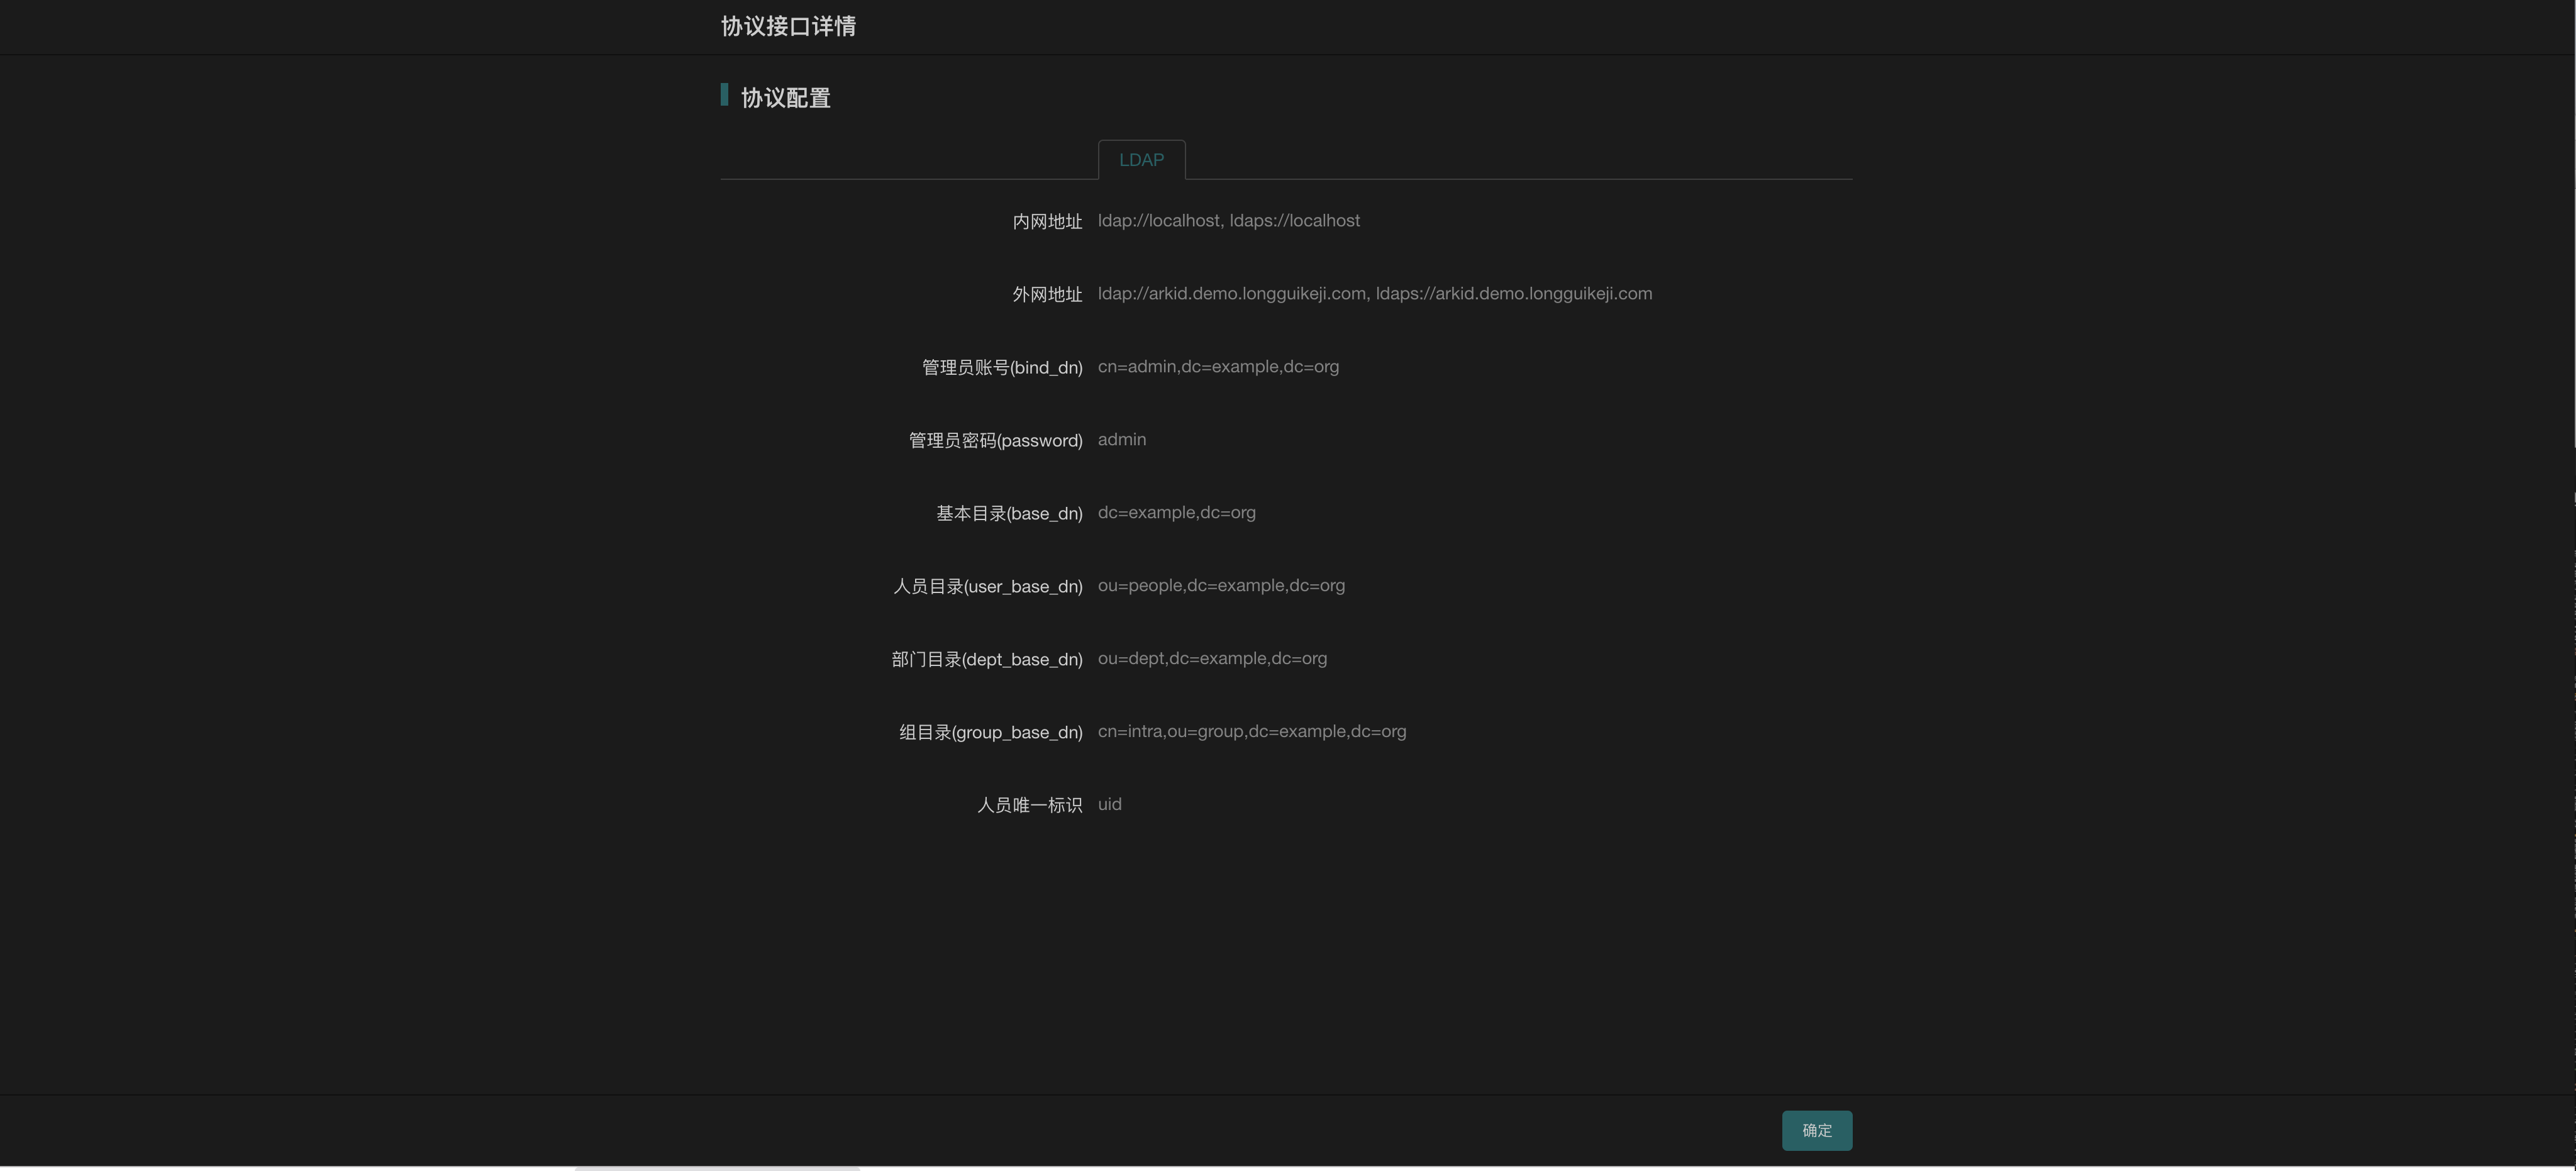 协议接口详情
协议配置
LDAP
内网地址 ldap://localhost, ldaps://localhost
外网地址 ldap://arkid.demo.longguikeji.com, ldaps://arkid.demo.longguikeji.com
管理员账号(bind_dn) cn=admin,dc=example,dc=org
管理员密码(password) admin
基本目录(base_dn) dc=example,dc=org
人员目录(user_base_dn) ou=people,dc=example,dc=org
部门目录(dept_base_dn) ou=dept,dc=example,dc=org
组目录(group_base_dn) cn=intra,ou=group,dc=example,dc=org
人员唯一标识 uid
确定